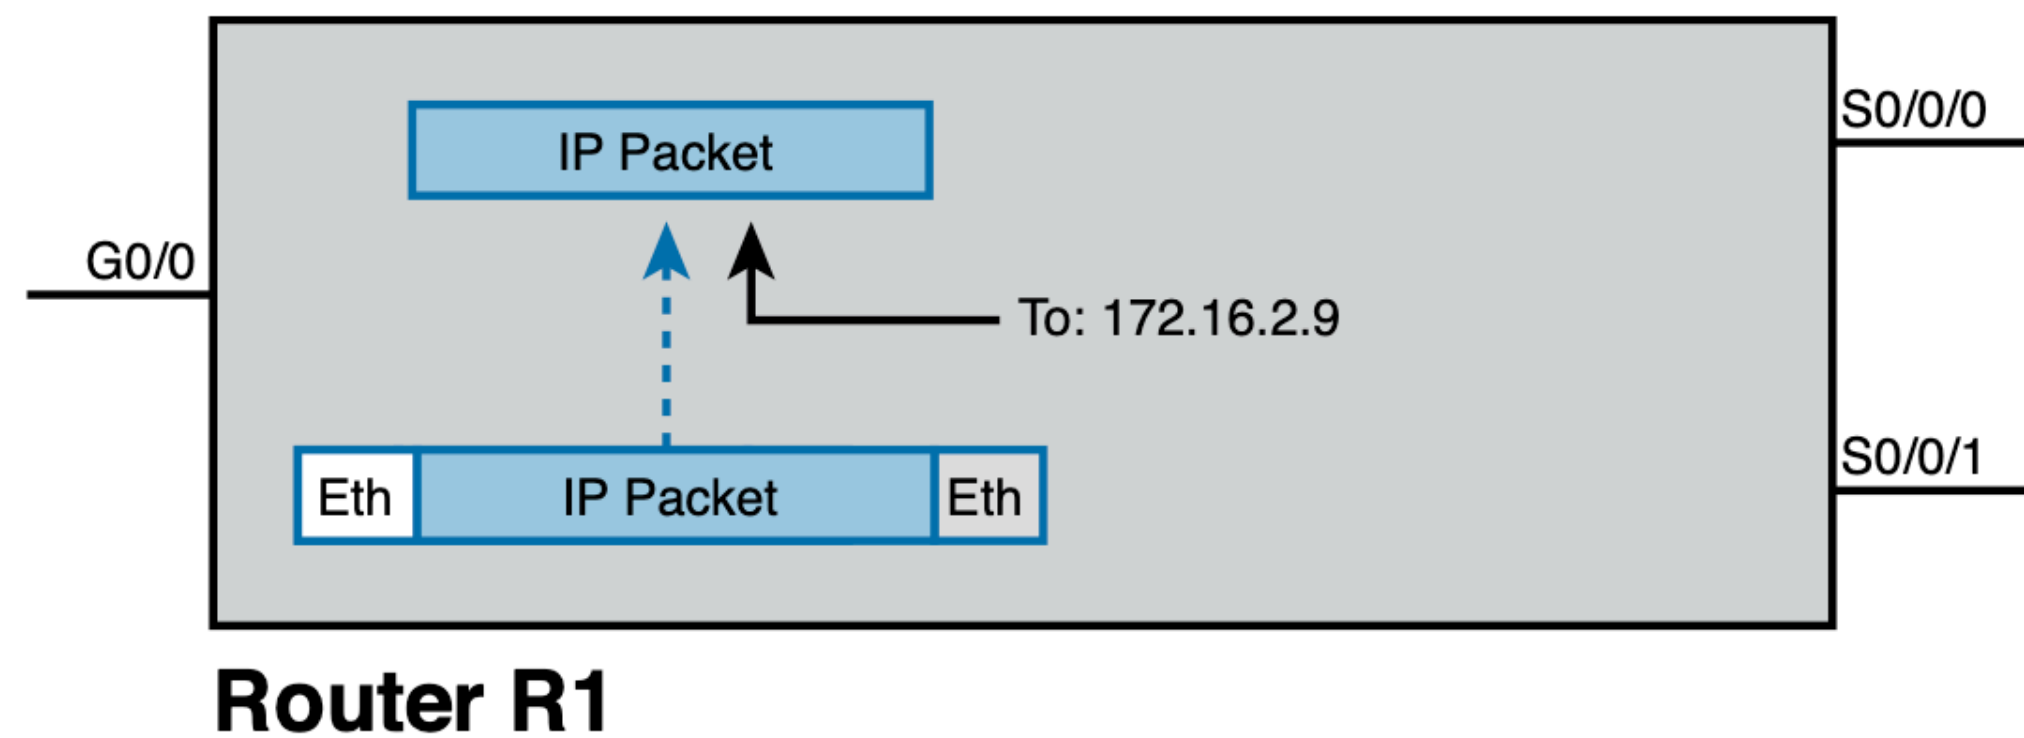 S0/0/0
IP Packet
G0/0
To: 172.16.2.9
S0/0/1
Eth IP Packet Eth
Router R1